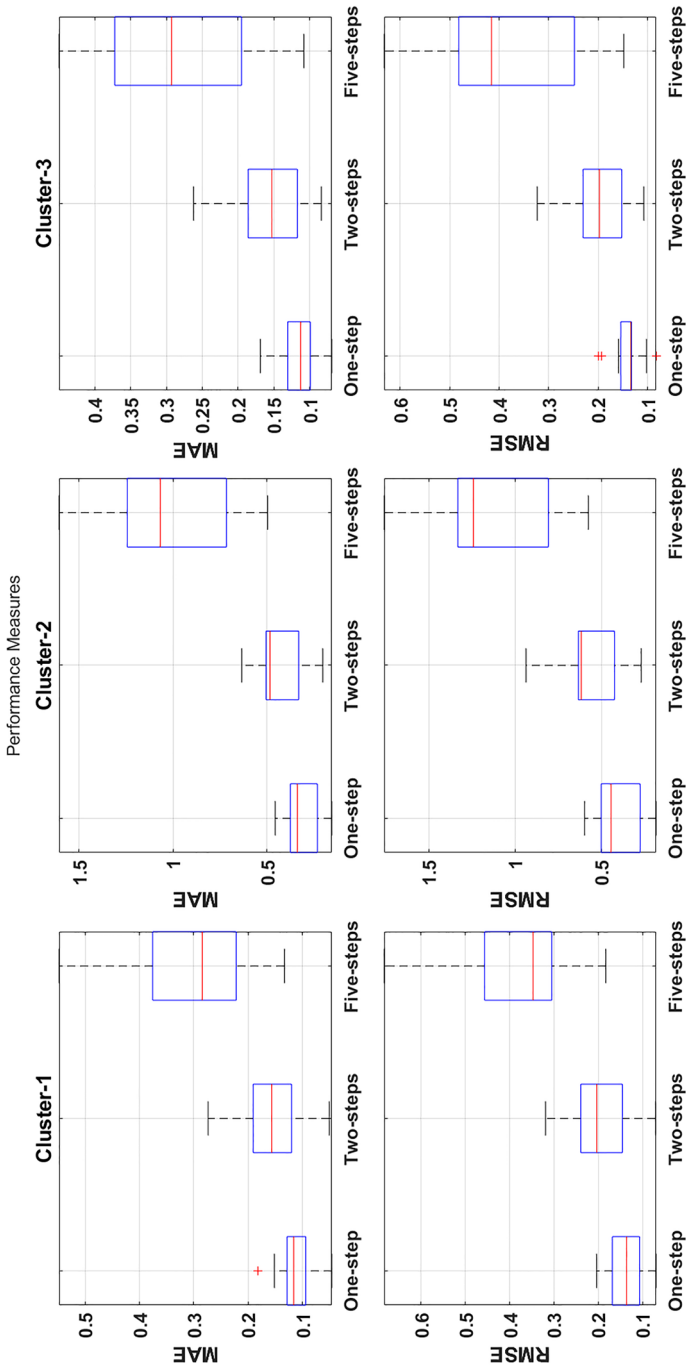 Performance Measures
Cluster-1
0.5
0.4
0.3
0.2
0.1
MAE
One-step
Two-steps
Five-steps
Cluster-2
1.5
1
0.5
MAE
One-step
Two-steps
Five-steps
Cluster-3
0.4
0.35
0.3
0.25
0.2
0.15
0.1
MAE
One-step
Two-steps
Five-steps
0.6
0.5
0.4
0.3
0.2
0.1
RMSE
One-step
Two-steps
Five-steps
1.5
1
0.5
RMSE
One-step
Two-steps
Five-steps
0.6
0.5
0.4
0.3
0.2
0.1
RMSE
One-step
Two-steps
Five-steps